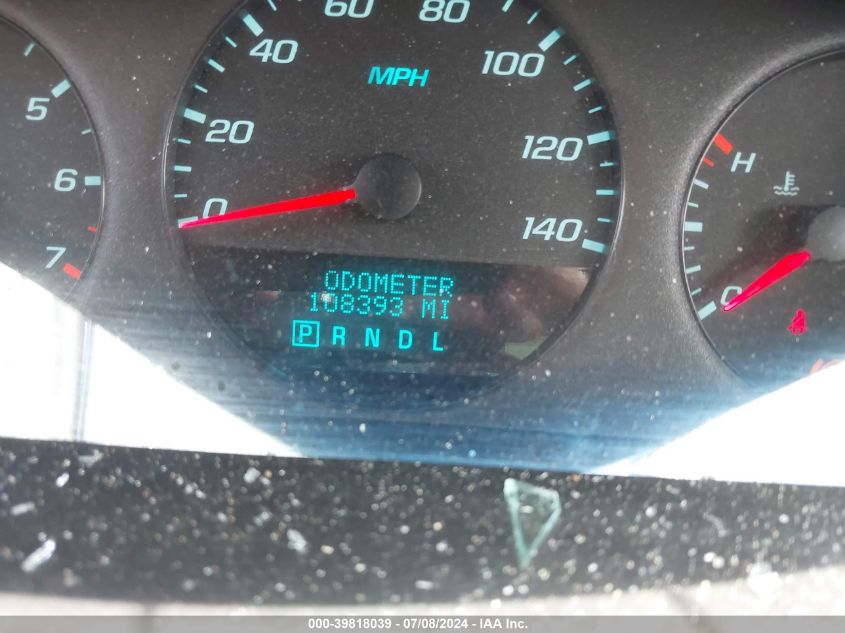 60 80
40 100
MPH
5 20 120 H
6 0 140
7 C
ODOMETER
108393 MI
P R N D L
000-39818039 - 07/08/2024 - IAA Inc.